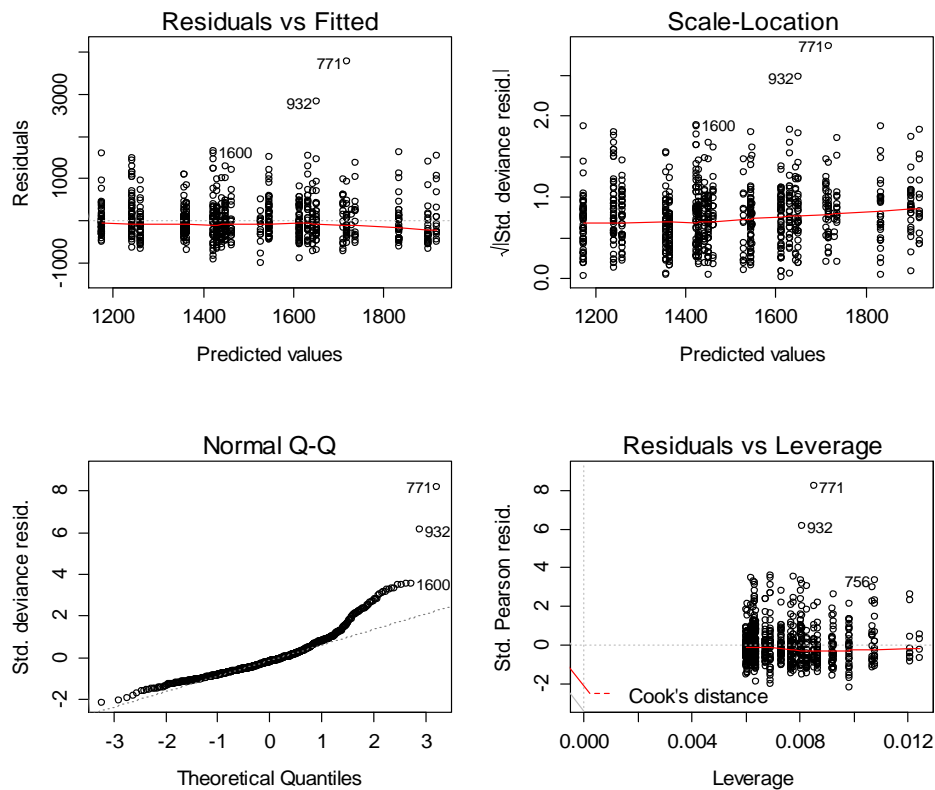 Residuals vs Fitted
Residuals
-1000 1000 3000
771
932
1600
1200 1400 1600 1800
Predicted values
Scale-Location
√|Std. deviance resid.|
0.0 1.0 2.0
771
932
1600
1200 1400 1600 1800
Predicted values
Normal Q-Q
Std. deviance resid.
-2 0 2 4 6 8
771
932
1600
-3 -2 -1 0 1 2 3
Theoretical Quantiles
Residuals vs Leverage
Std. Pearson resid.
-2 0 2 4 6 8
771
932
756
Cook's distance
0.000 0.004 0.008 0.012
Leverage